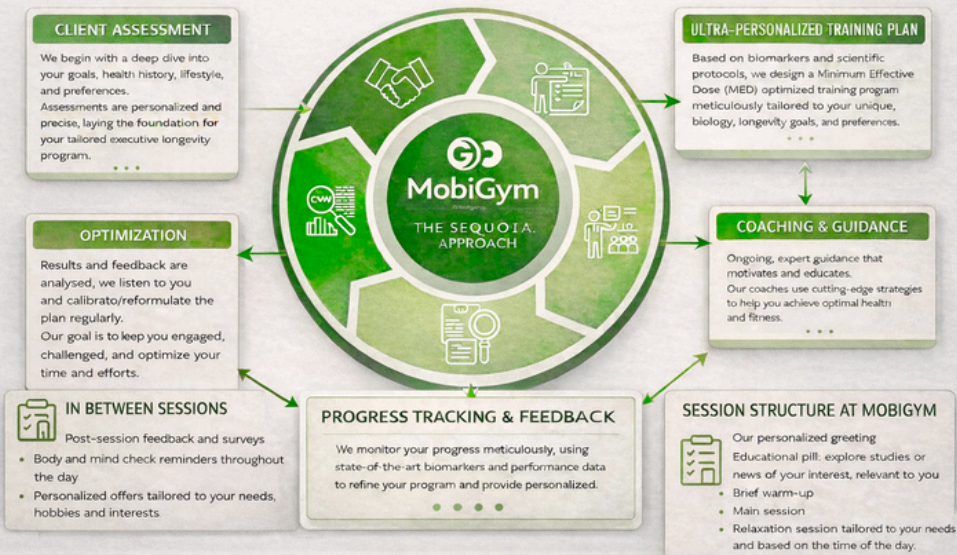 CLIENT ASSESSMENT
We begin with a deep dive into
your goals, health history, lifestyle,
and preferences.
Assessments are personalized and
precise, laying the foundation for
your tailored executive longevity
program.
ULTRA-PERSONALIZED TRAINING PLAN
Based on biomarkers and scientific
protocols, we design a Minimum Effective
Dose (MED) optimized training program
meticulously tailored to your unique,
biology, longevity goals, and preferences.
MobiGym
THE SEQUOIA.
APPROACH
OPTIMIZATION
Results and feedback are
analysed, we listen to you
and calibrato/reformulate the
plan regularly.
Our goal is to keep you engaged,
challenged, and optimize your
time and efforts.
COACHING & GUIDANCE
Ongoing, expert guidance that
motivates and educates.
Our coaches use cutting-edge strategies
to help you achieve optimal health
and fitness.
IN BETWEEN SESSIONS
Post-session feedback and surveys
• Body and mind check reminders throughout
the day
• Personalized offers tailored to your needs,
hobbies and interests
PROGRESS TRACKING & FEEDBACK
We monitor your progress meticulously, using
state-of-the-art biomarkers and performance data
to refine your program and provide personalized.
SESSION STRUCTURE AT MOBIGYM
Our personalized greeting
Educational pill: explore studies or
news of your interest, relevant to you
• Brief warm-up
• Main session
• Relaxation session tailored to your needs
and based on the time of the day.